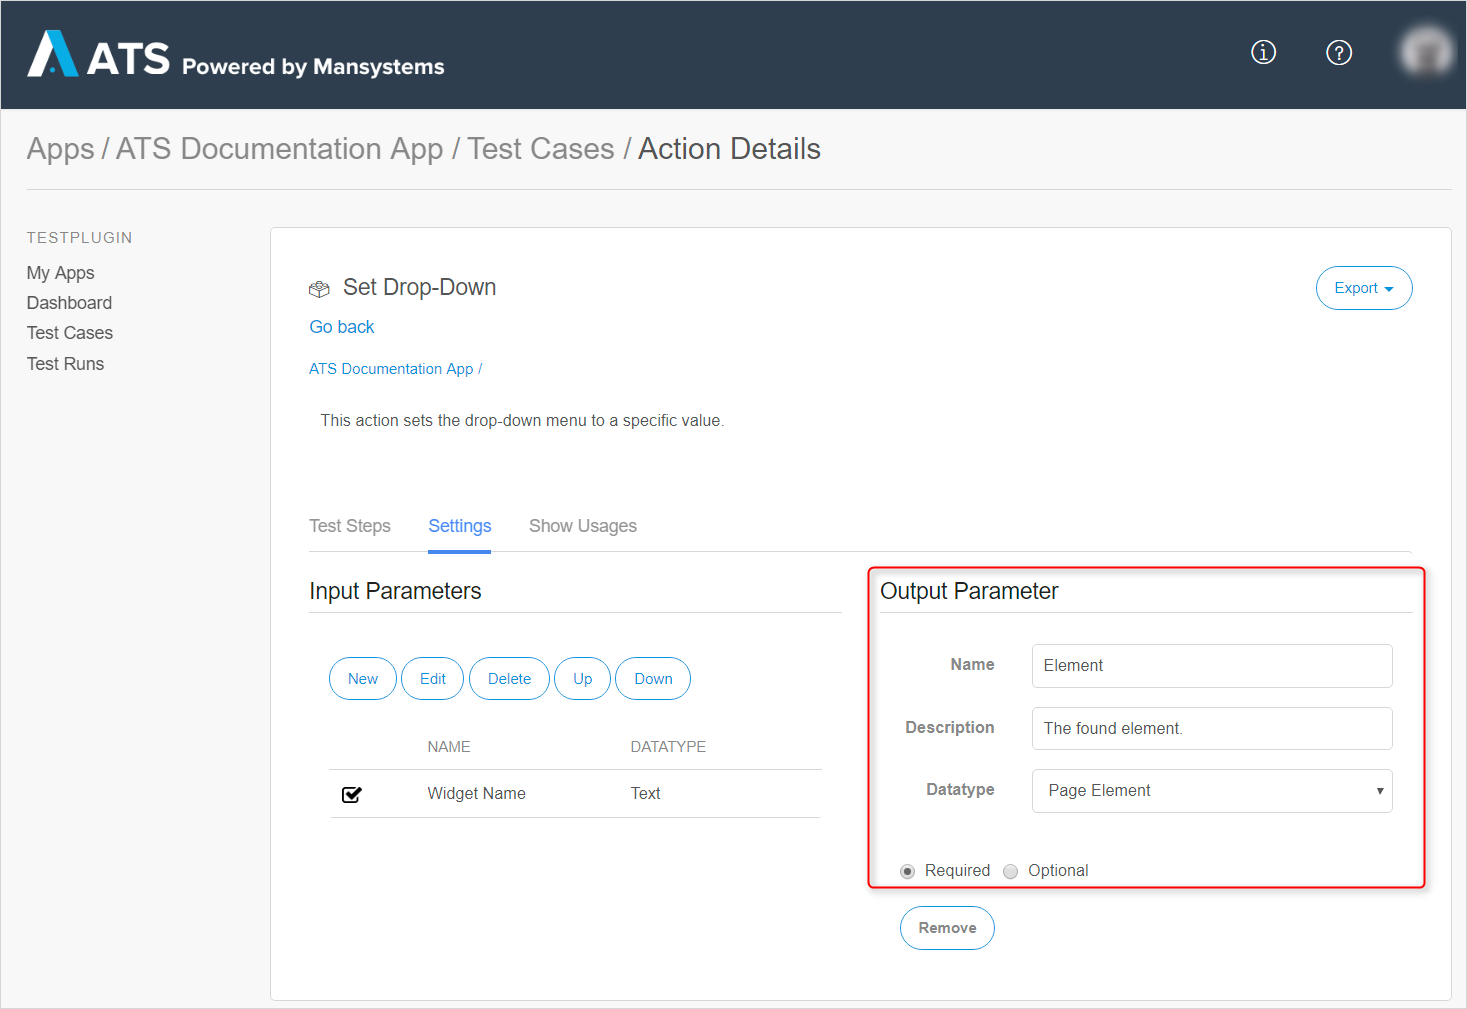 ATS Powered by Mansystems
Apps / ATS Documentation App / Test Cases / Action Details
TESTPLUGIN
My Apps
Dashboard
Test Cases
Test Runs
Set Drop-Down
Export
Go back
ATS Documentation App /
This action sets the drop-down menu to a specific value.
Test Steps Settings Show Usages
Input Parameters
New Edit Delete Up Down
NAME DATATYPE
Widget Name Text
Output Parameter
Name Element
Description The found element.
Datatype Page Element
Required Optional
Remove